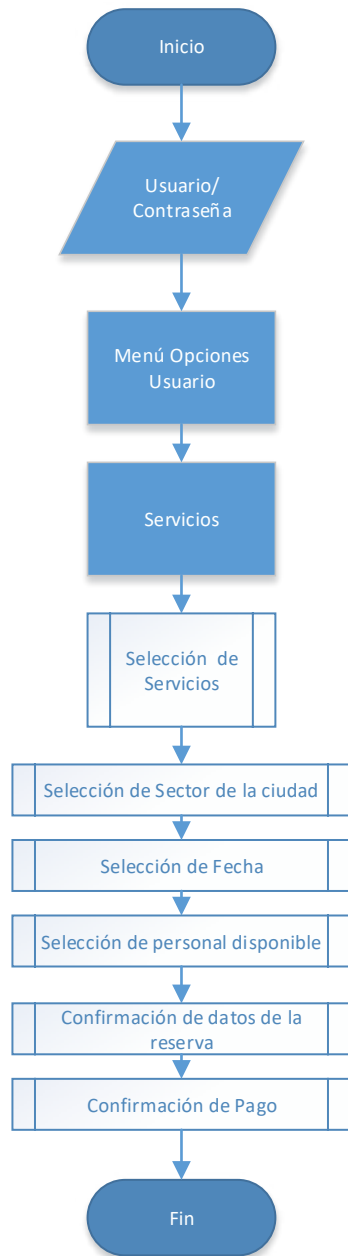 Inicio
Usuario/
Contraseña
Menú Opciones
Usuario
Servicios
Selección de
Servicios
Selección de Sector de la ciudad
Selección de Fecha
Selección de personal disponible
Confirmación de datos de la
reserva
Confirmación de Pago
Fin